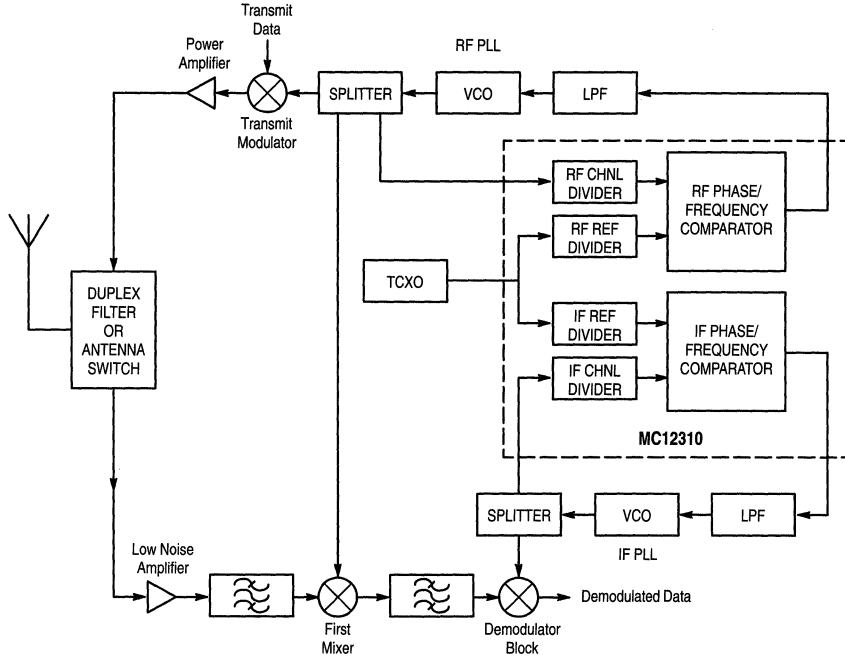 Transmit
Data
Power
Amplifier
RF PLL
SPLITTER
VCO
LPF
Transmit
Modulator
RF CHNL
DIVIDER
RF PHASE/
FREQUENCY
COMPARATOR
RF REF
DIVIDER
TCXO
DUPLEX
FILTER
OR
ANTENNA
SWITCH
IF REF
DIVIDER
IF PHASE/
FREQUENCY
COMPARATOR
IF CHNL
DIVIDER
MC12310
SPLITTER
VCO
LPF
IF PLL
Low Noise
Amplifier
Demodulated Data
First
Mixer
Demodulator
Block